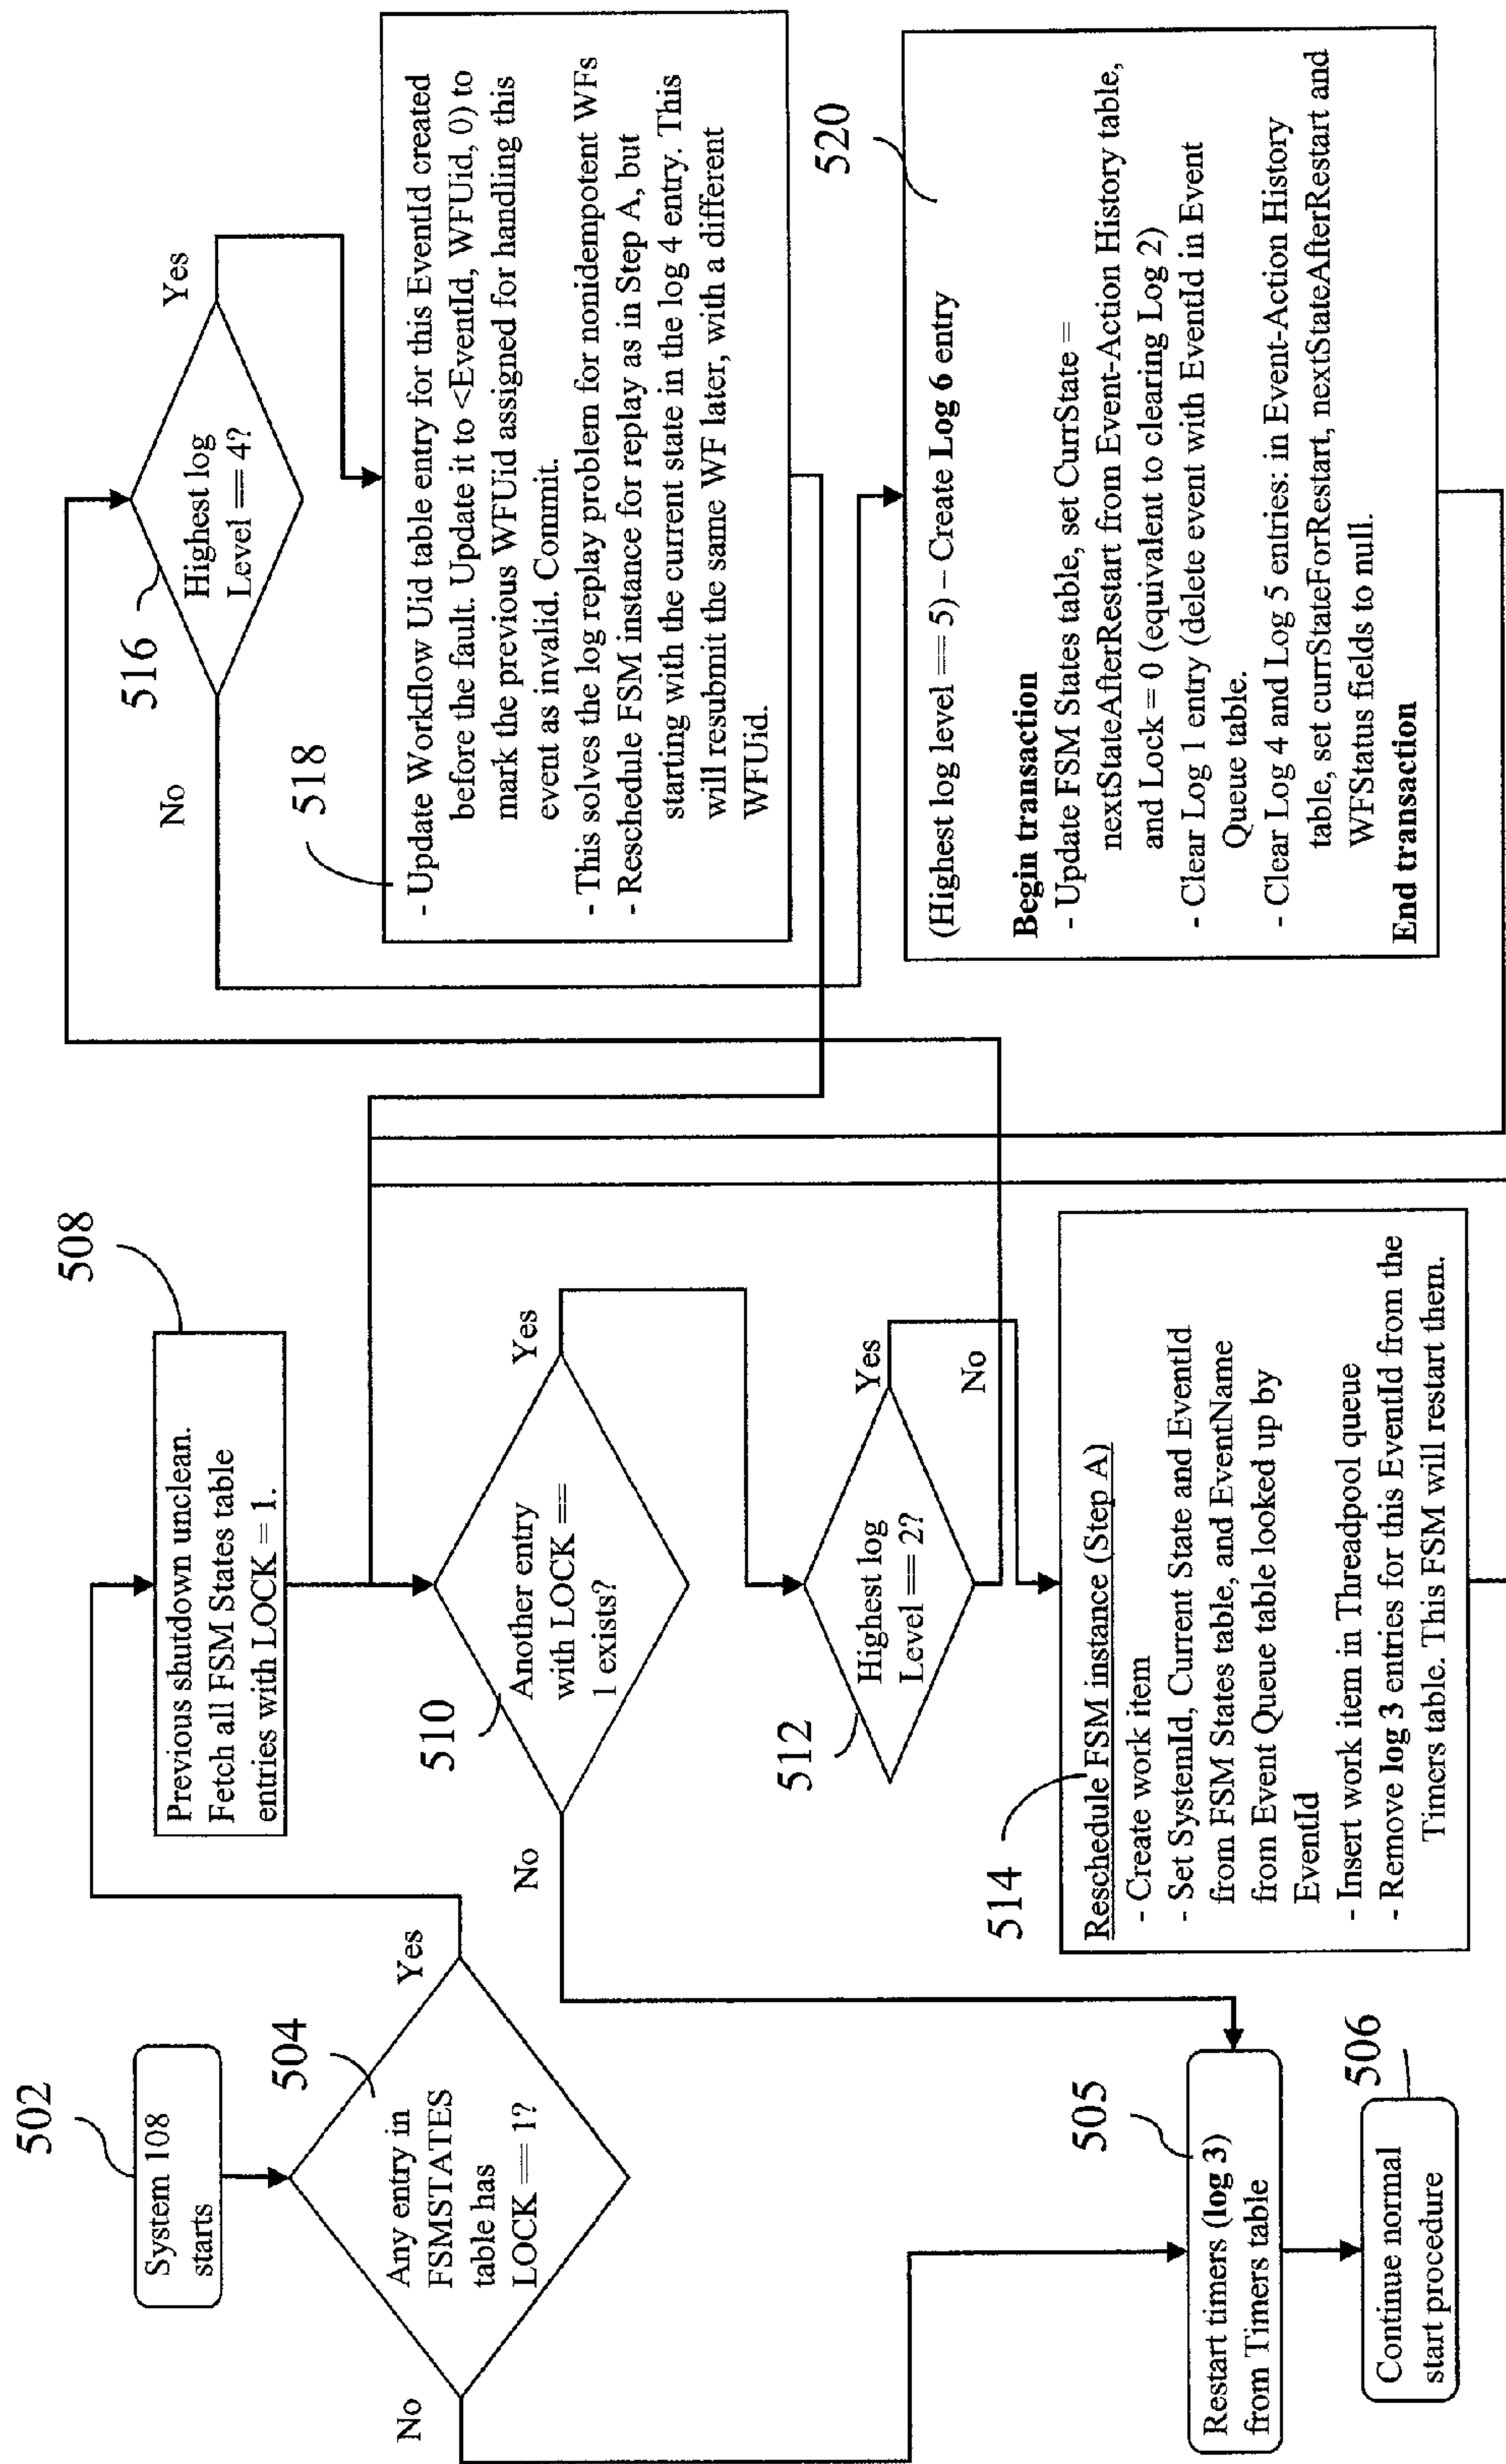 502
System 108
starts
504
Any entry in
FSMSTATES
table has
LOCK == 1?
Yes
No
505
Restart timers (log 3)
from Timers table
506
Continue normal
start procedure
508
Previous shutdown unclean.
Fetch all FSM States table
entries with LOCK = 1.
510
Another entry
with LOCK ==
1 exists?
Yes
No
512
Highest log
Level == 2?
Yes
No
514
Reschedule FSM instance (Step A)
- Create work item
- Set SystemId, Current State and EventId
from FSM States table, and EventName
from Event Queue table looked up by
EventId
- Insert work item in Threadpool queue
- Remove log 3 entries for this EventId from the
Timers table. This FSM will restart them.
516
Highest log
Level == 4?
Yes
No
518
- Update Workflow Uid table entry for this EventId created
before the fault. Update it to <EventId, WFUid, 0) to
mark the previous WFUid assigned for handling this
event as invalid. Commit.
- This solves the log replay problem for nonidempotent WFs
- Reschedule FSM instance for replay as in Step A, but
starting with the current state in the log 4 entry. This
will resubmit the same WF later, with a different
WFUid.
520
(Highest log level == 5) – Create Log 6 entry
Begin transaction
- Update FSM States table, set CurrState =
nextStateAfterRestart from Event-Action History table,
and Lock = 0 (equivalent to clearing Log 2)
- Clear Log 1 entry (delete event with EventId in Event
Queue table.
- Clear Log 4 and Log 5 entries: in Event-Action History
table, set currStateForRestart, nextStateAfterRestart and
WFStatus fields to null.
End transaction